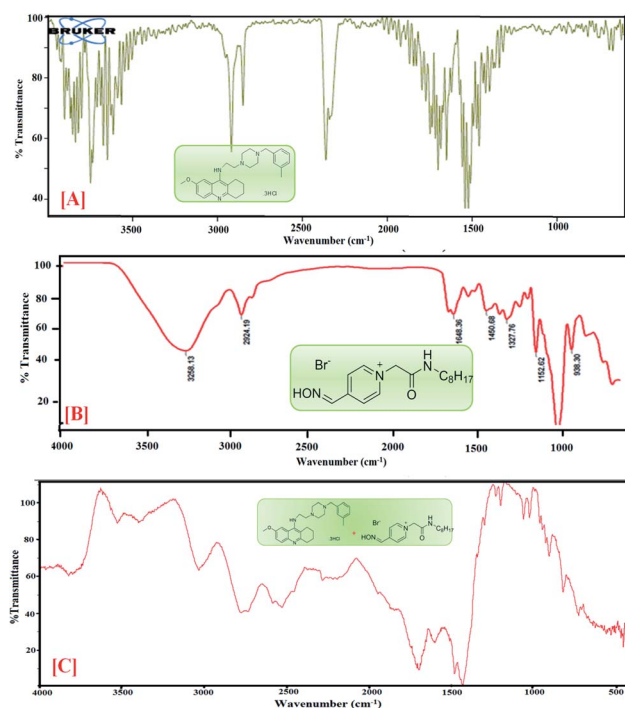 BRUKER
100
80
60
40
% Transmittance
HN
N
N
O
N
.3HCl
[A]
3000
2500
2000
1500
1000
Wavenumber (cm-1)
100
80
60
40
20
% Transmittance
3258.13
2924.19
1648.36
1450.68
1327.76
1152.62
938.30
Br-
N+
H
N
C8H17
O
HON
[B]
4000
3000
2500
2000
1500
1000
Wavenumber (cm-1)
100
80
60
40
20
0
%Transmittance
HN
N
N
O
N
3HCl
+
Br-
N+
H
N
C8H17
O
HON
[C]
4000
3500
3000
2500
2000
1500
1000
500
Wavenumber (cm-1)